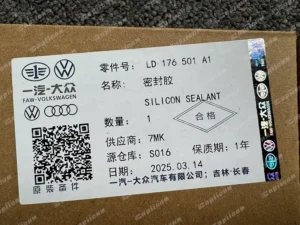 零件号: LD 176 501 A1
一汽-大众
FAW-VOLKSWAGEN
名称: 密封胶
SILICON SEALANT
数量: 1
合格
供应商: 7MK
源仓库: S016 保质期: 1年
2025.03.14
原装备件
一汽-大众汽车有限公司:吉林·长春